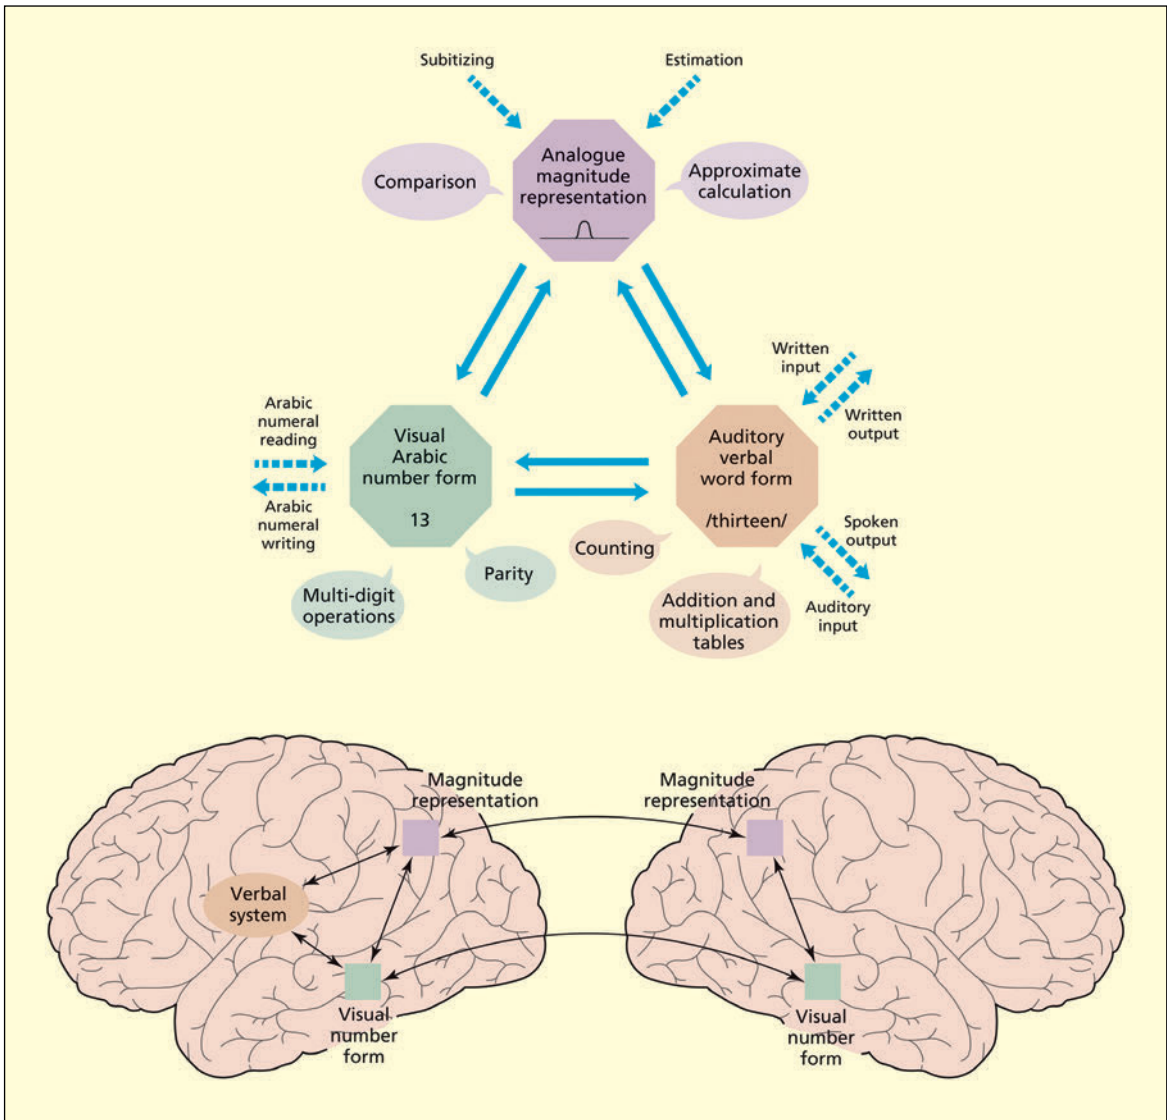 Subitizing
Estimation
Analogue
magnitude
representation
Comparison
Approximate
calculation
Written
input
Written
output
Arabic
numeral
reading
Arabic
numeral
writing
Visual
Arabic
number form
13
Auditory
verbal
word form
/thirteen/
Spoken
output
Auditory
input
Counting
Parity
Multi-digit
operations
Addition and
multiplication
tables
Magnitude
representation
Magnitude
representation
Verbal
system
Visual
number
form
Visual
number
form